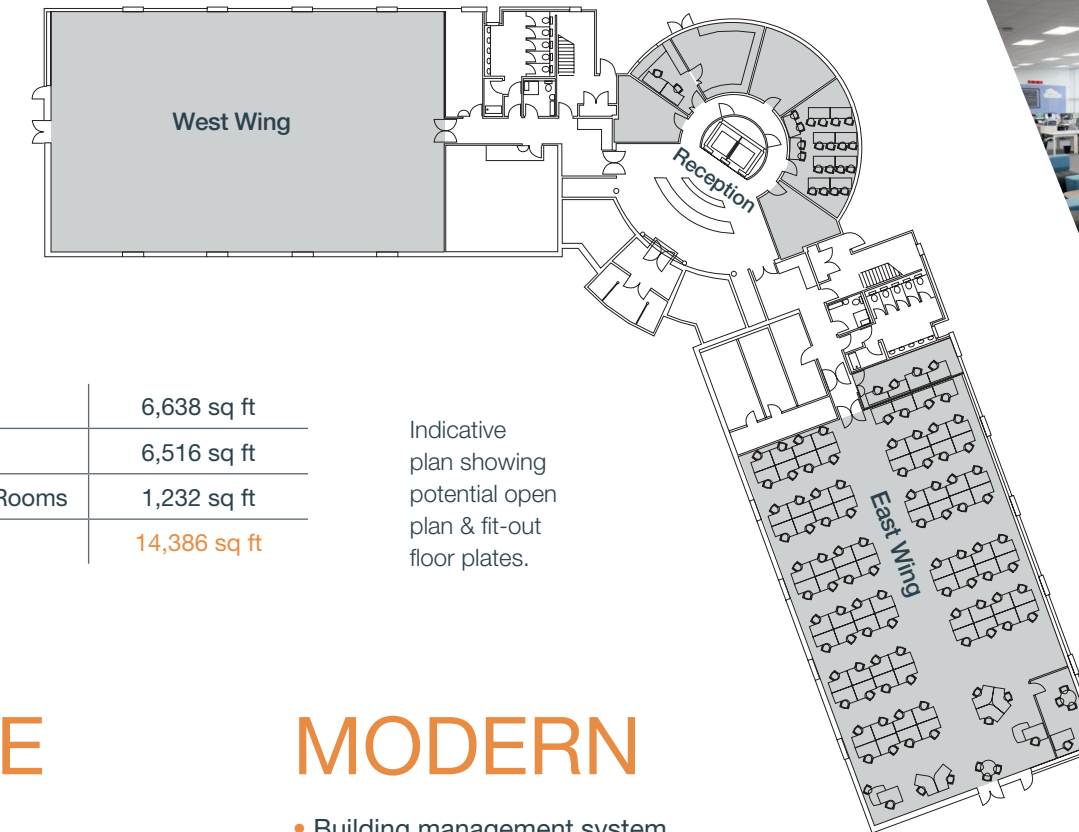 West Wing
Reception
6,638 sq ft
6,516 sq ft
Rooms 1,232 sq ft
14,386 sq ft
Indicative
plan showing
potential open
plan & fit-out
floor plates.
East Wing
E
MODERN
• Building management system